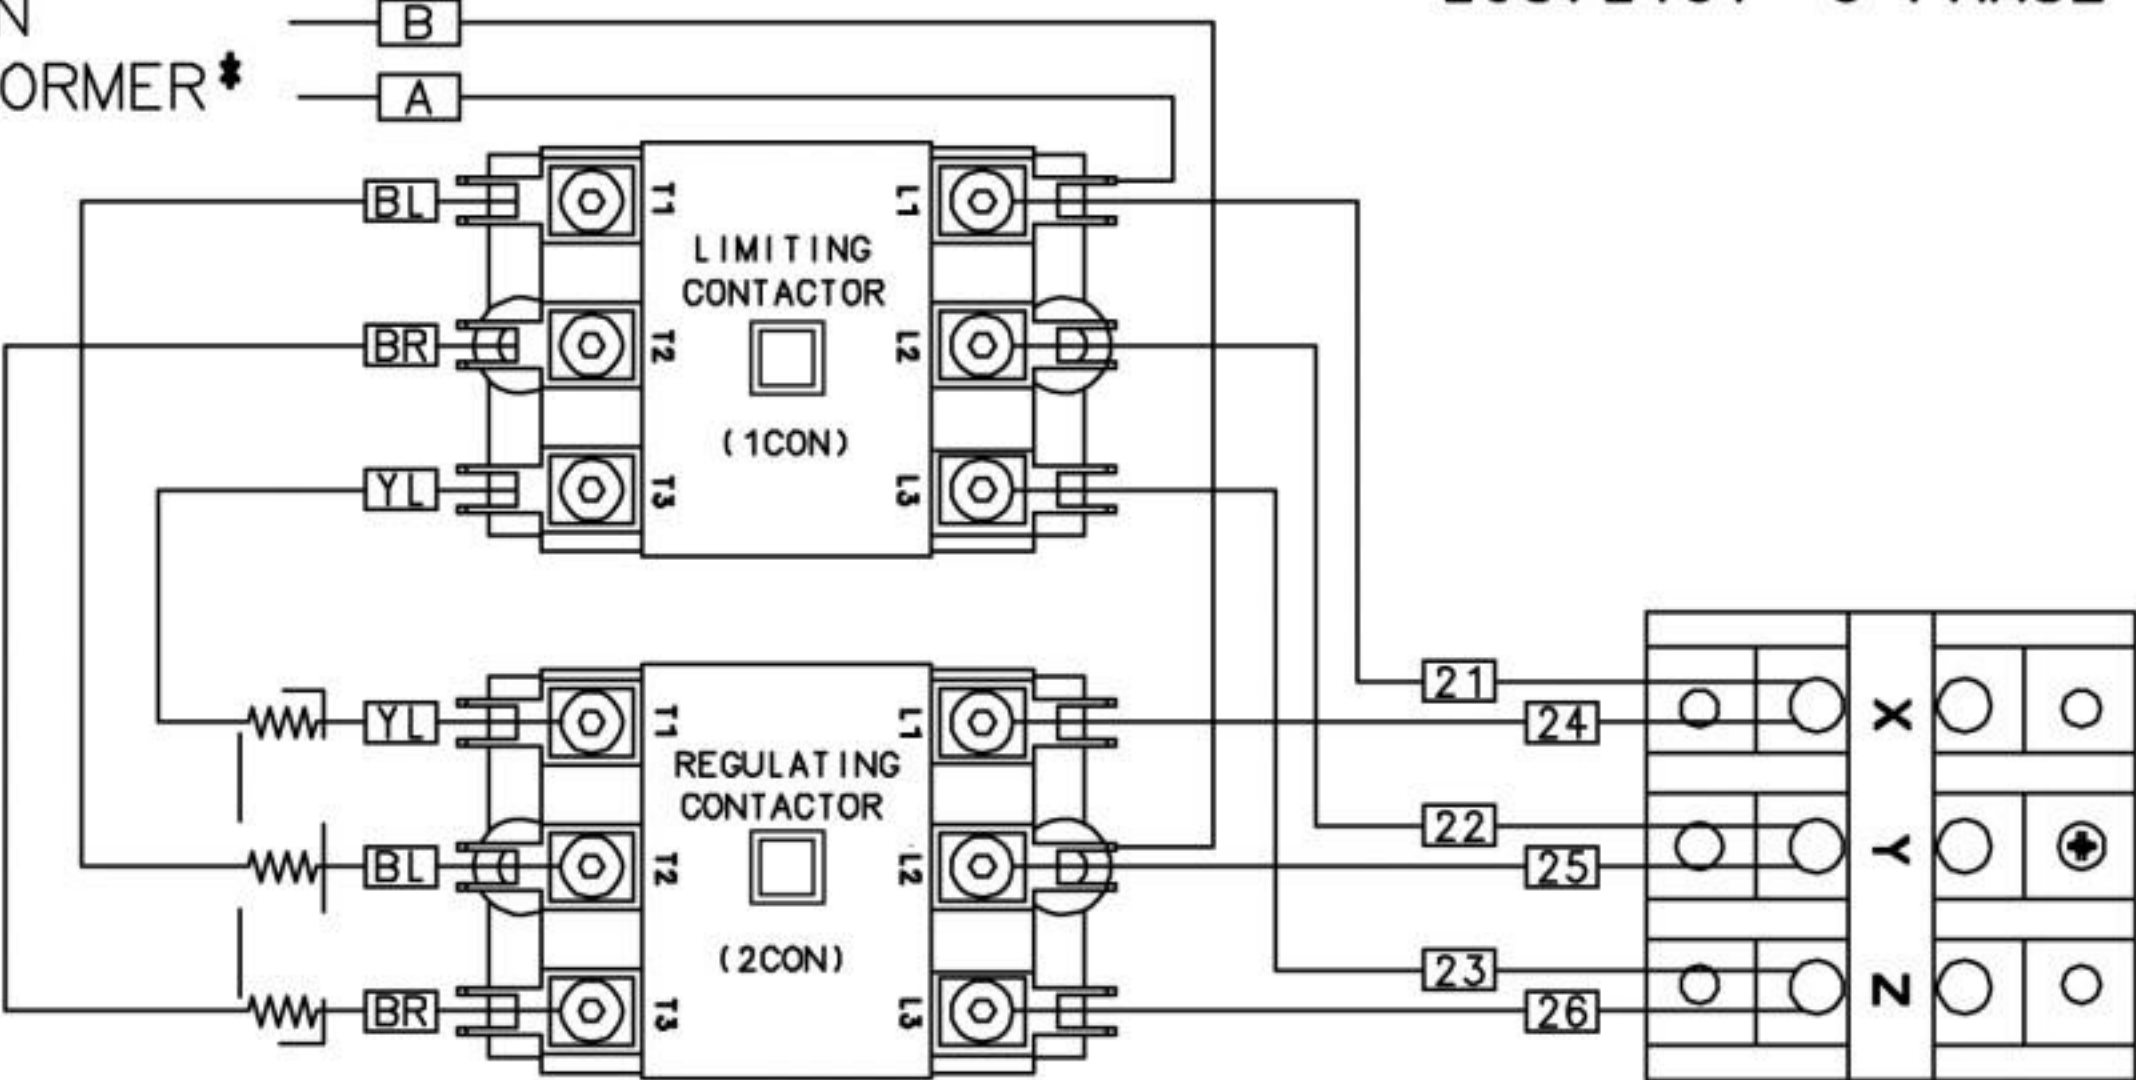 B
ORMER*
A
BL
T1
L1
LIMITING
CONTACTOR
BR
T2
L2
(1CON)
YL
T3
L3
21
YL
T1
L1
24
X
REGULATING
CONTACTOR
22
BL
T2
L2
25
Y
(2CON)
23
BR
T3
L3
26
Z